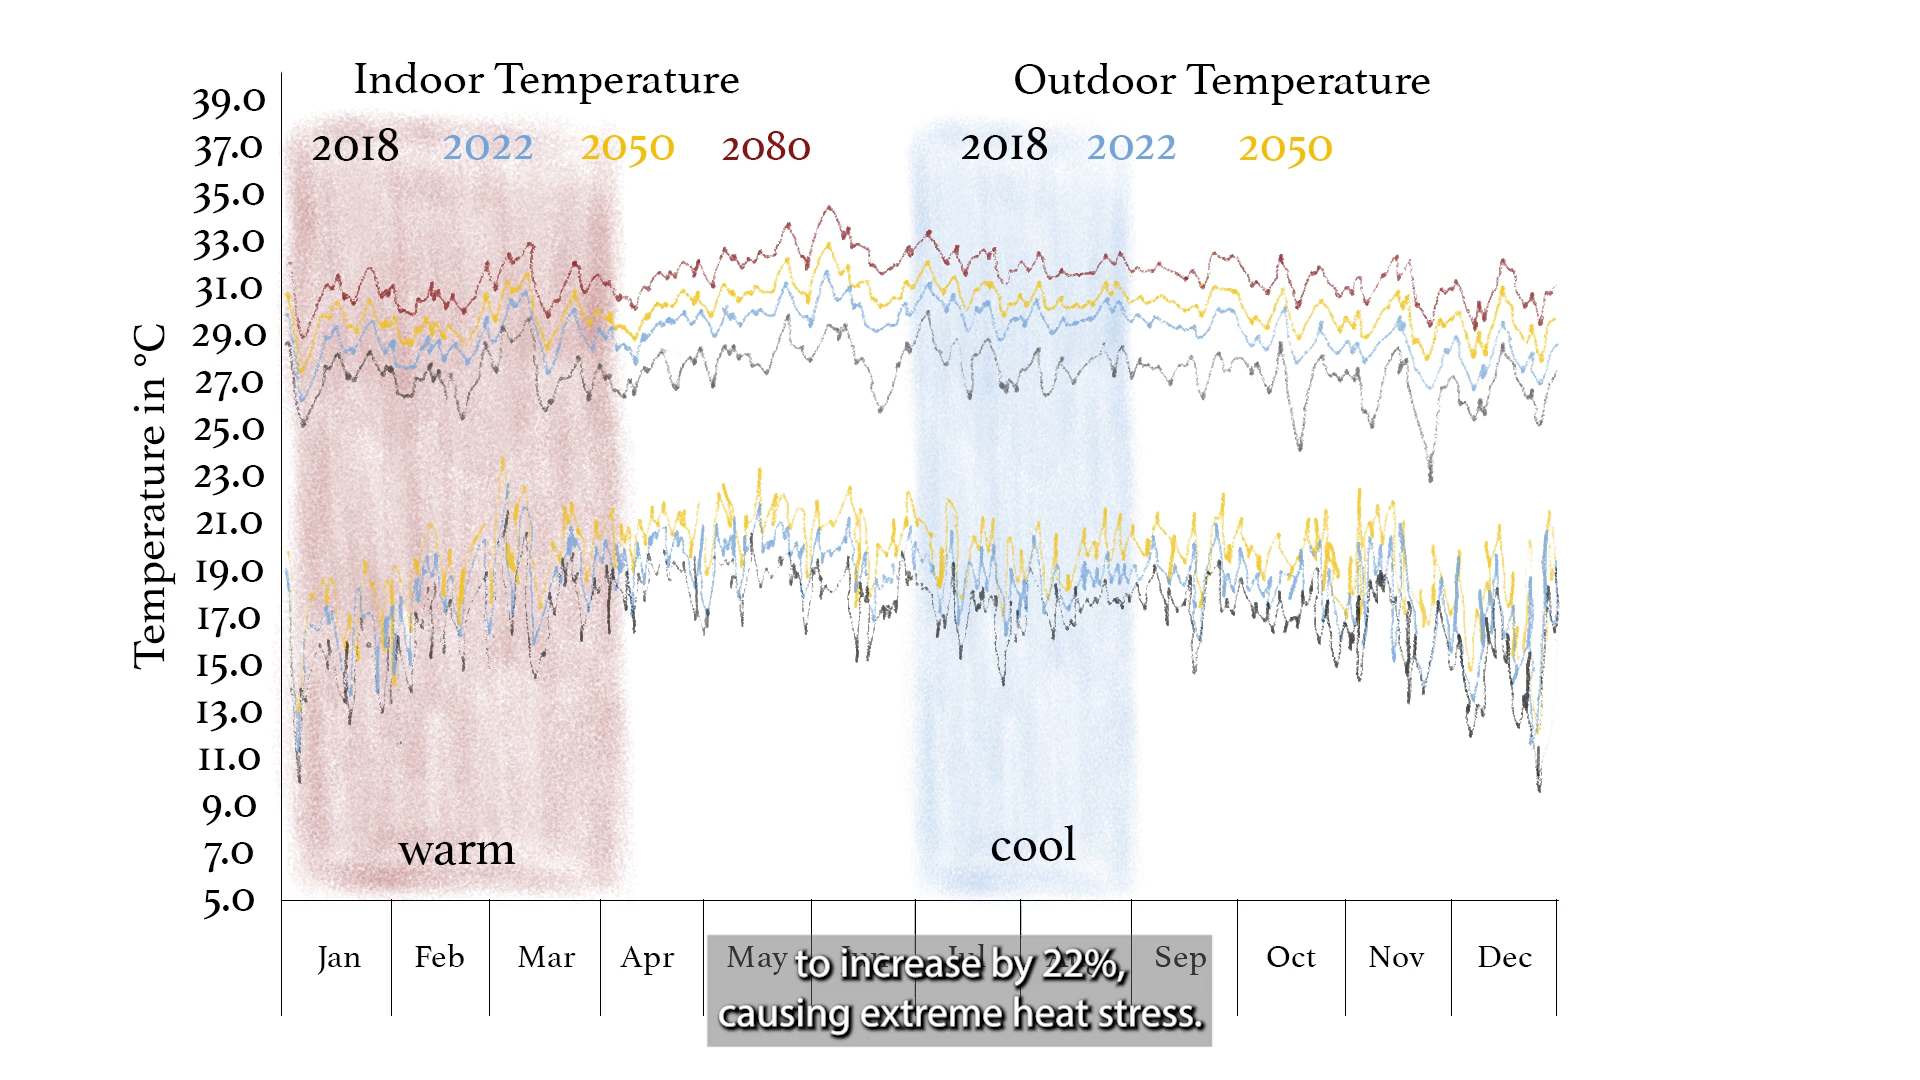 Indoor Temperature
Outdoor Temperature
2018 2022 2050 2080
2018 2022 2050
Temperature in °C
39.0
37.0
35.0
33.0
31.0
29.0
27.0
25.0
23.0
21.0
19.0
17.0
15.0
13.0
11.0
9.0
7.0
5.0
warm
cool
Jan Feb Mar Apr May Jun Jul Sep Oct Nov Dec
to increase by 22%,
causing extreme heat stress.